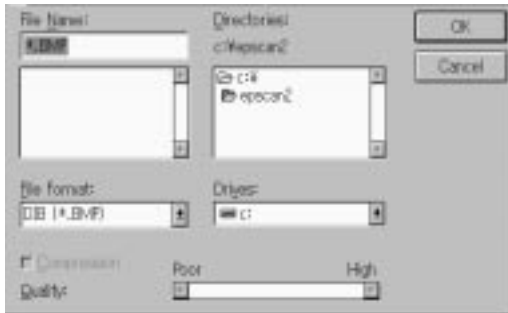 File Name:
*.BMP
Directories:
c:¥epscan2
OK
Cancel
c:¥
epscan2
File format:
DIB (*.BMP)
Drives:
c:
Compression
Quality:
Poor
High